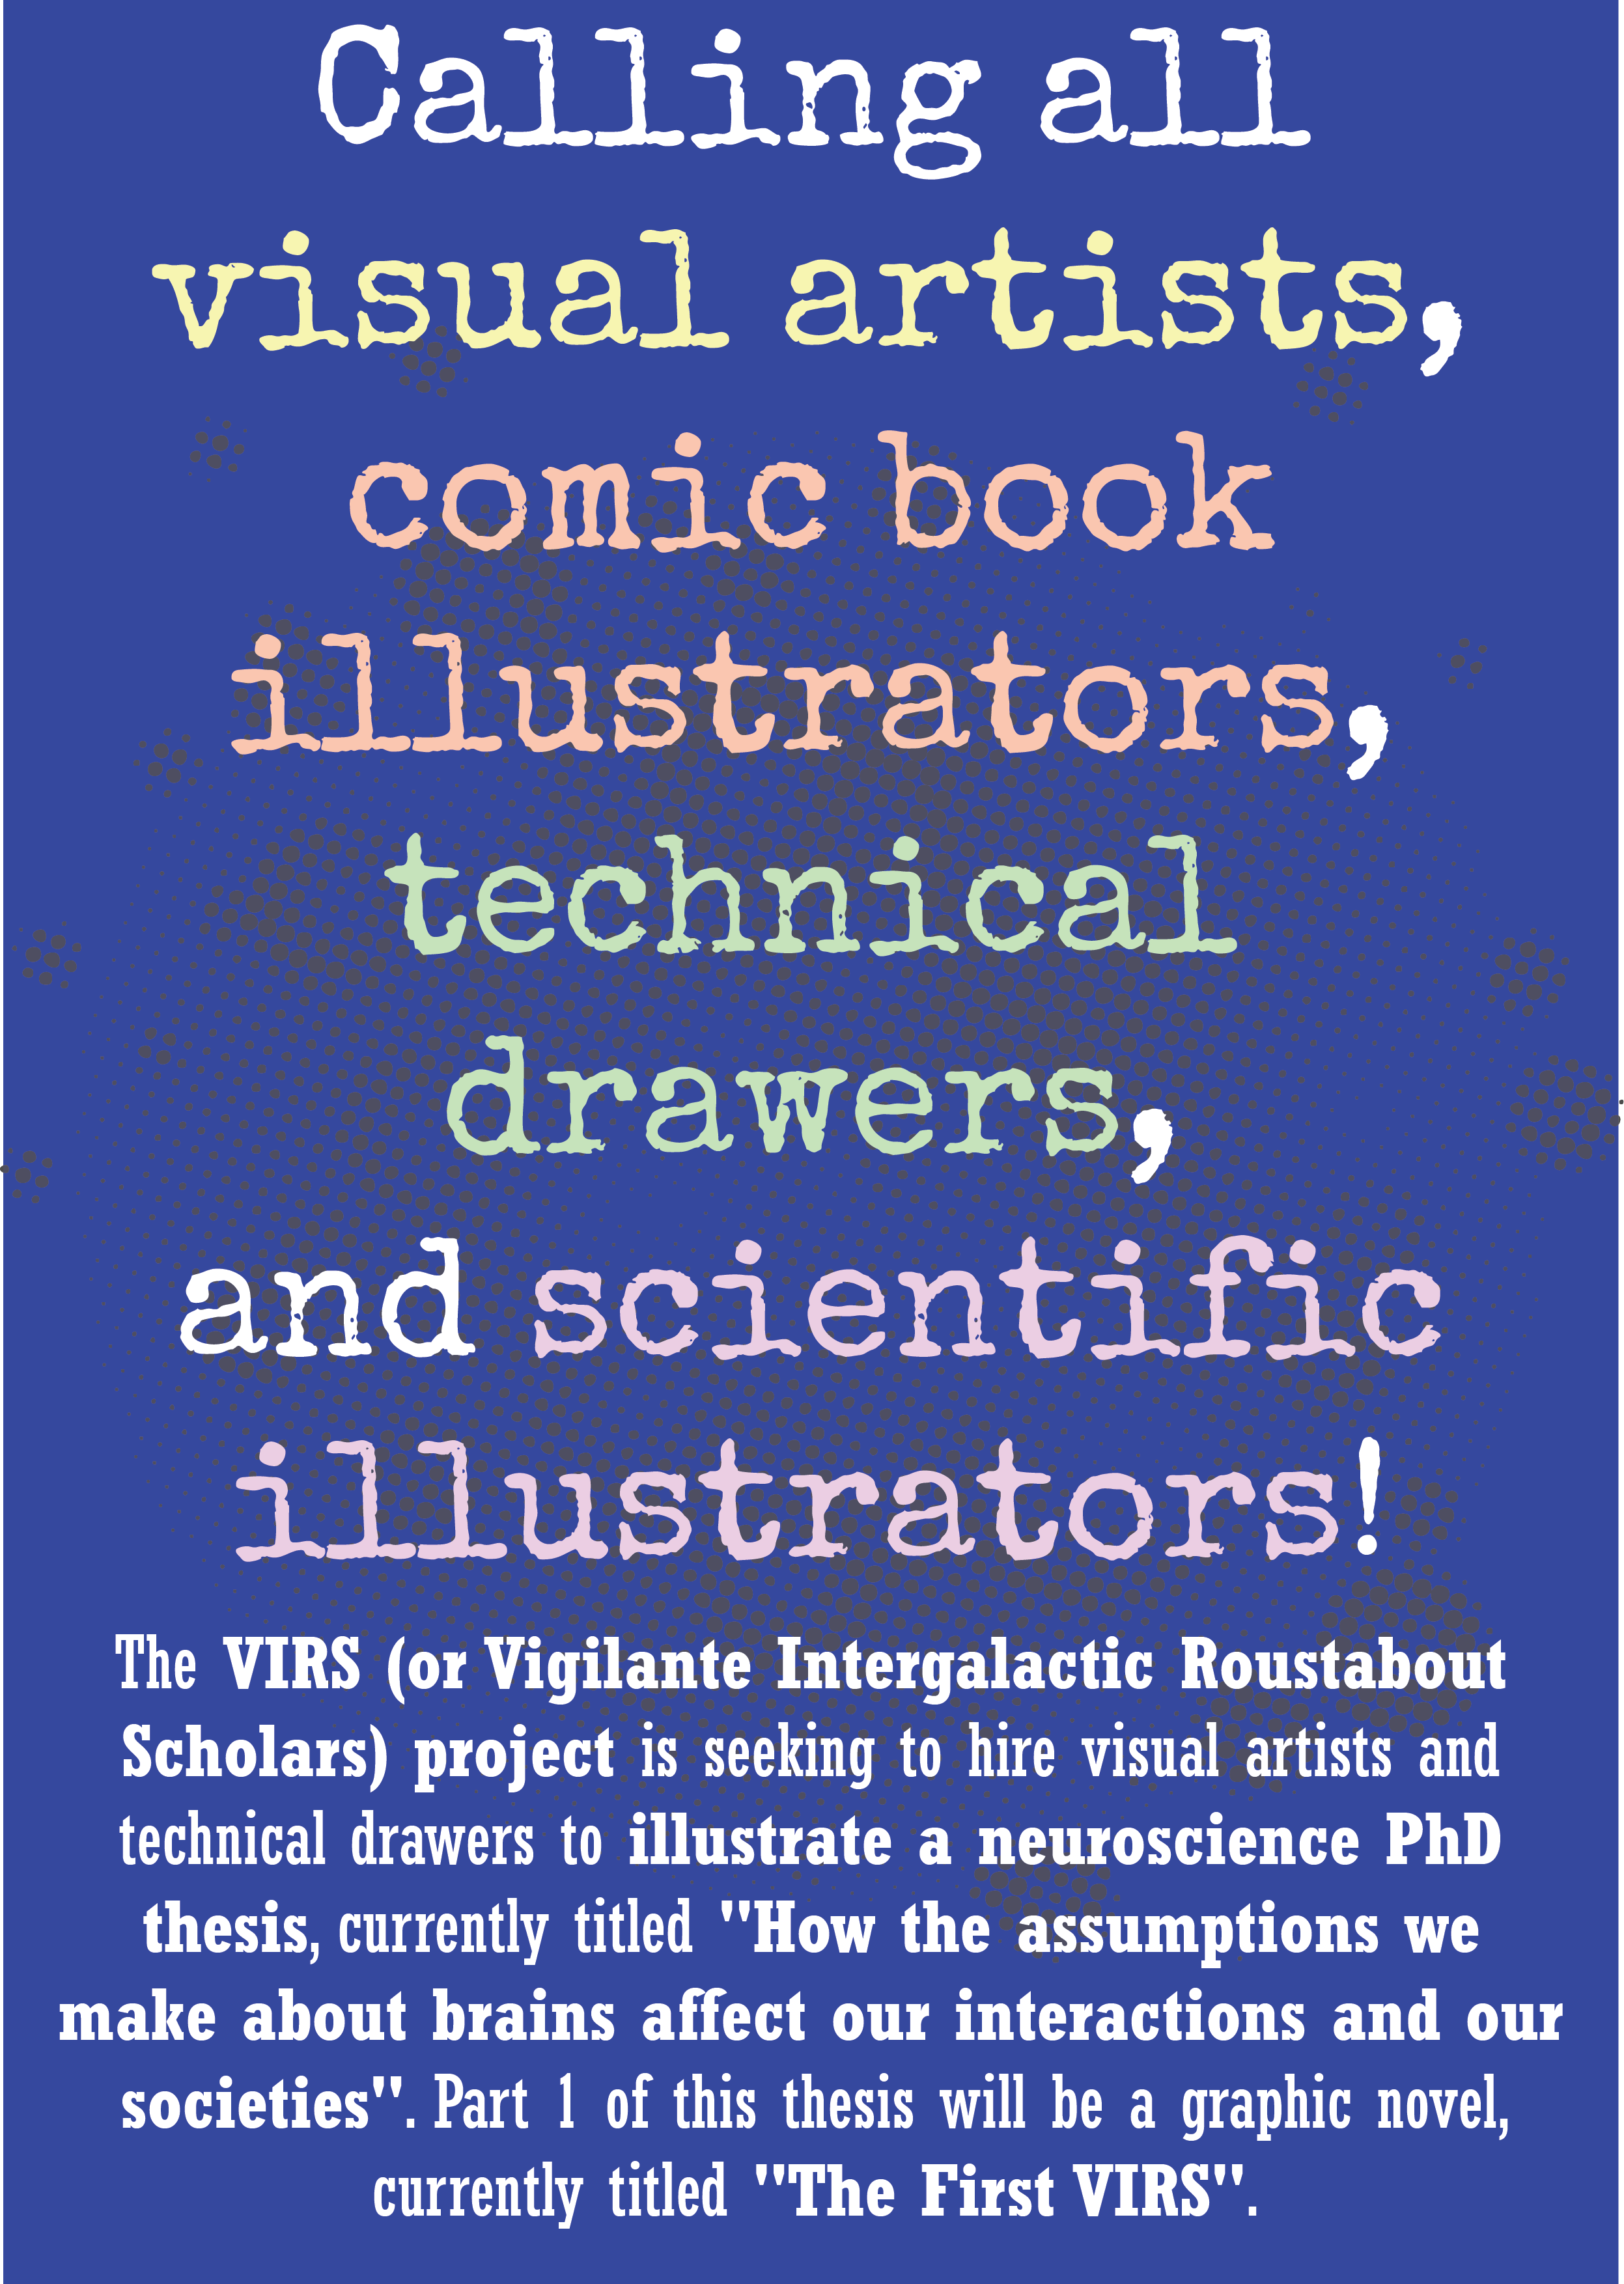 Calling all
visual artists,
comic book
illustrators,
technical
drawers,
and scientific
illustrators!
The VIRS (or Vigilante Intergalactic Roustabout
Scholars) project is seeking to hire visual artists and
technical drawers to illustrate a neuroscience PhD
thesis, currently titled "How the assumptions we
make about brains affect our interactions and our
societies". Part 1 of this thesis will be a graphic novel,
currently titled "The First VIRS".